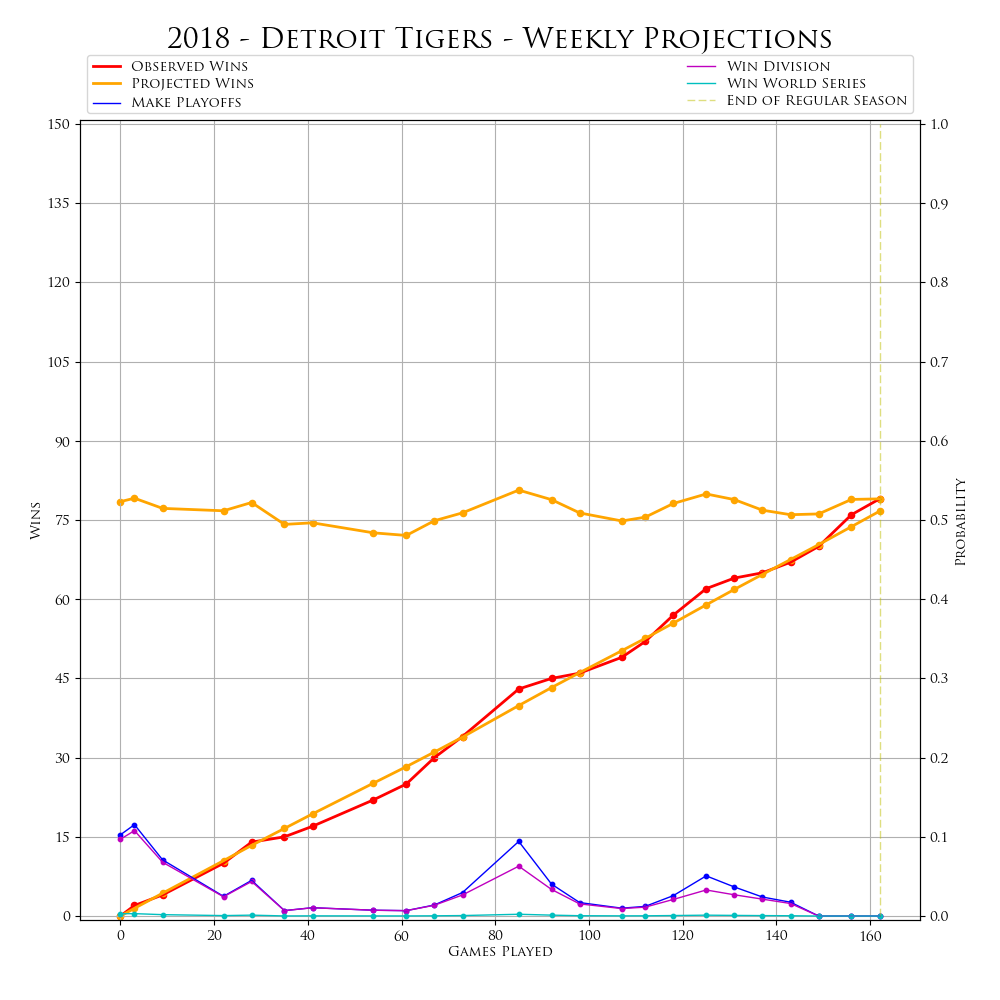 2018 - Detroit Tigers - Weekly Projections
Observed Wins
Projected Wins
Make Playoffs
Win Division
Win World Series
End of Regular Season
150
135
120
105
90
75
60
45
30
15
0
Wins
1.0
0.9
0.8
0.7
0.6
0.5
0.4
0.3
0.2
0.1
0.0
Probability
0 20 40 60 80 100 120 140 160
Games Played